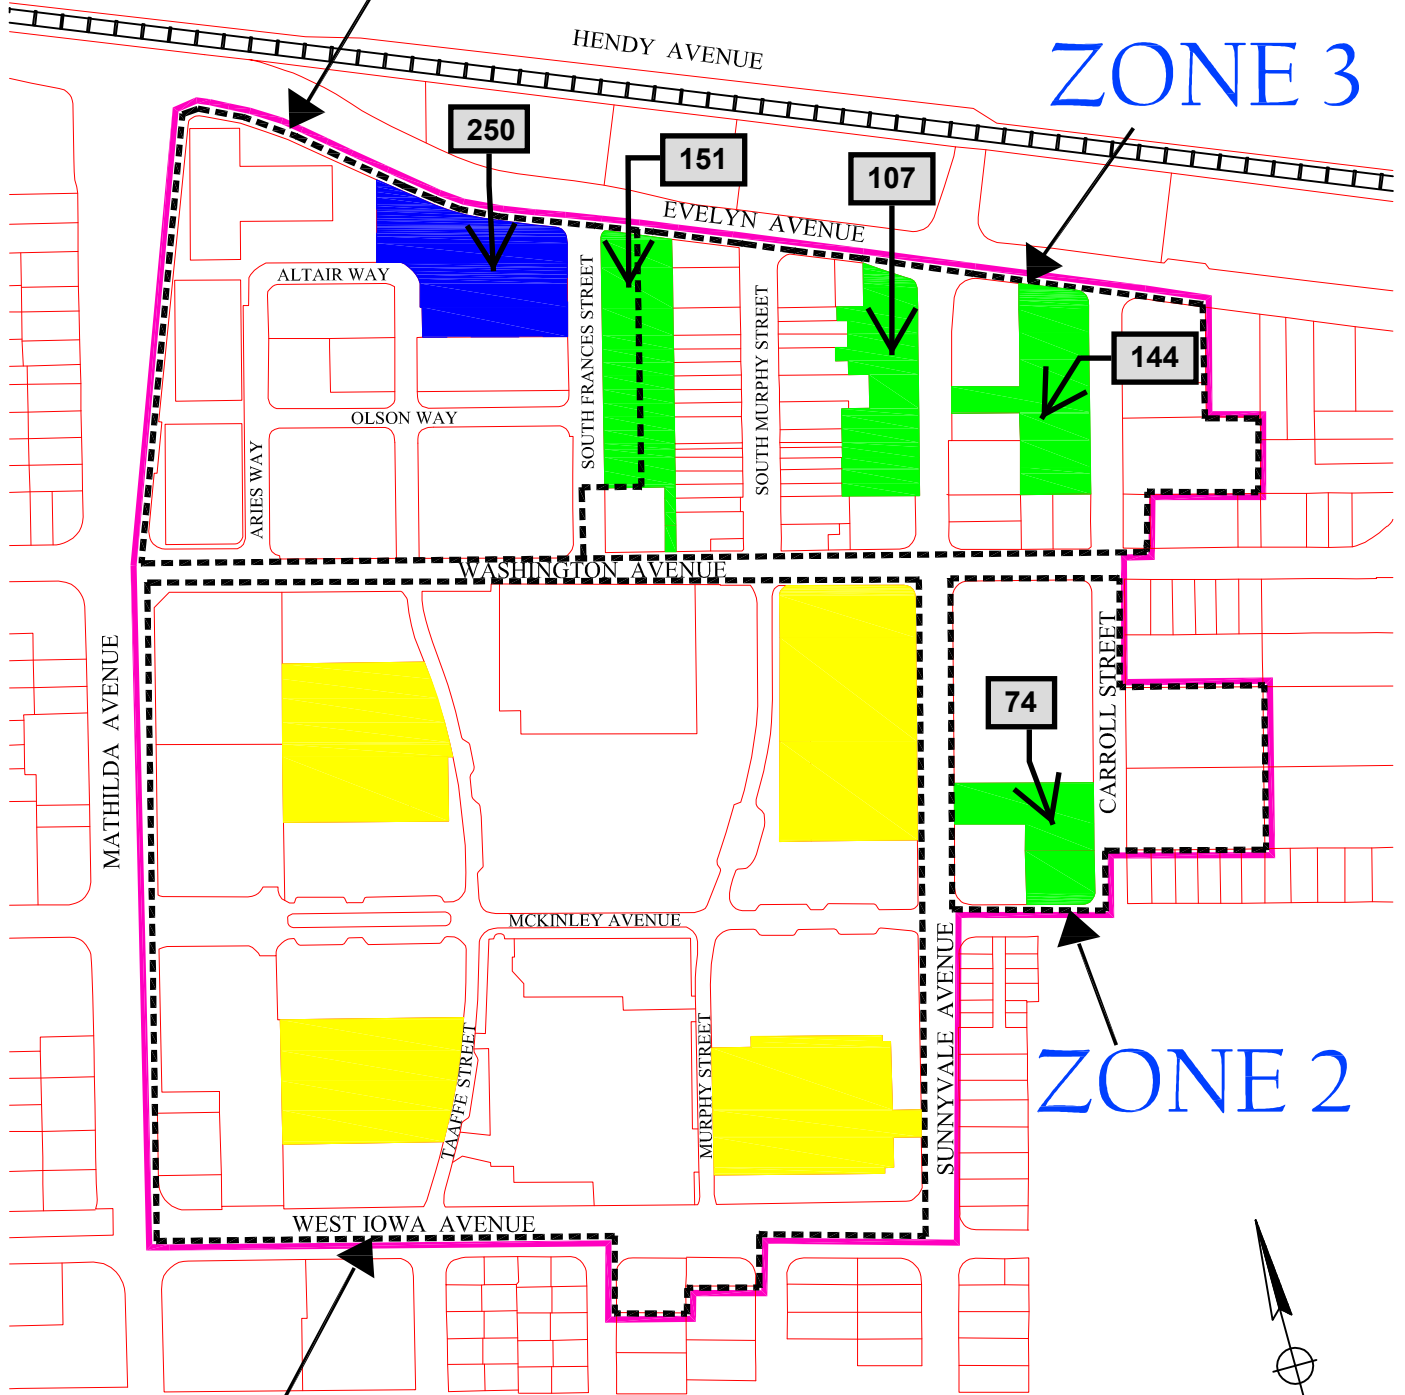 HENDY AVENUE
ZONE 3
250
151
107
EVELYN AVENUE
ALTAIR WAY
SOUTH FRANCES STREET
SOUTH MURPHY STREET
144
OLSON WAY
ARIES WAY
WASHINGTON AVENUE
MATHILDA AVENUE
CARROLL STREET
74
MCKINLEY AVENUE
SUNNYVALE AVENUE
TAAFFE STREET
MURPHY STREET
ZONE 2
WEST IOWA AVENUE